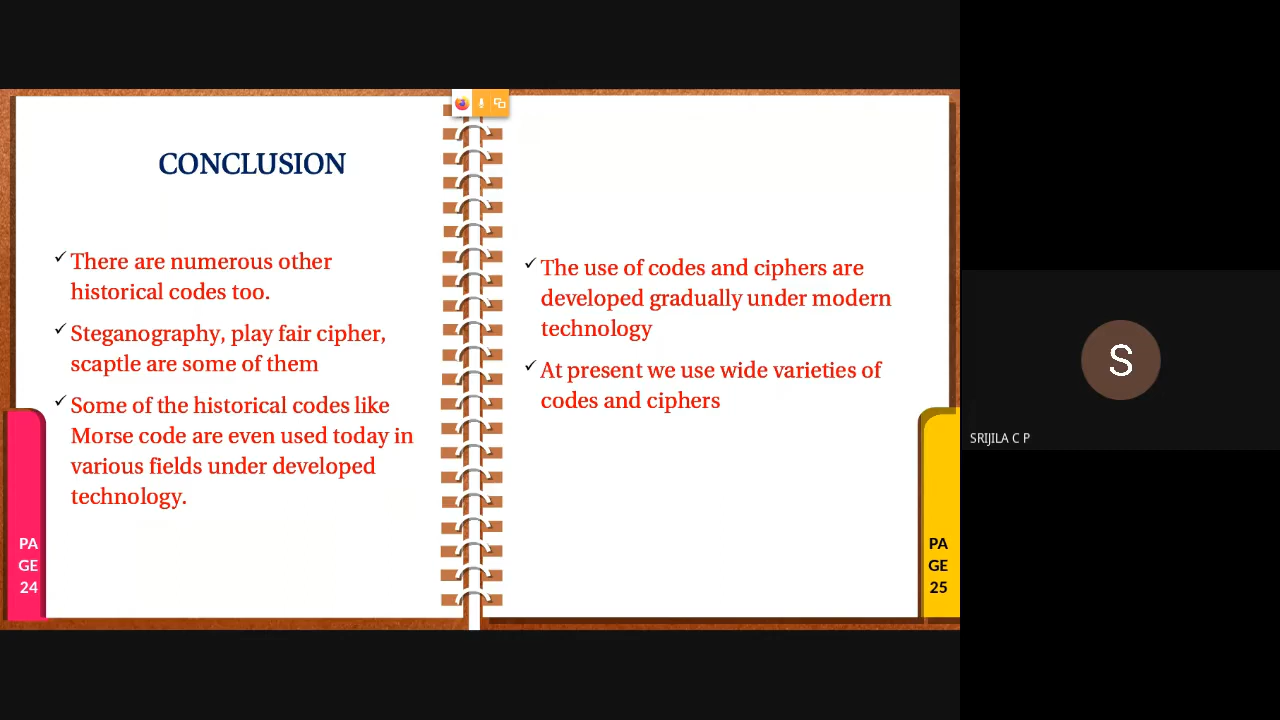 CONCLUSION
There are numerous other
historical codes too.
Steganography, play fair cipher,
scaptle are some of them
Some of the historical codes like
Morse code are even used today in
various fields under developed
technology.
PA
GE
24
The use of codes and ciphers are
developed gradually under modern
technology
At present we use wide varieties of
codes and ciphers
PA
GE
25
S
SRIJILA C P